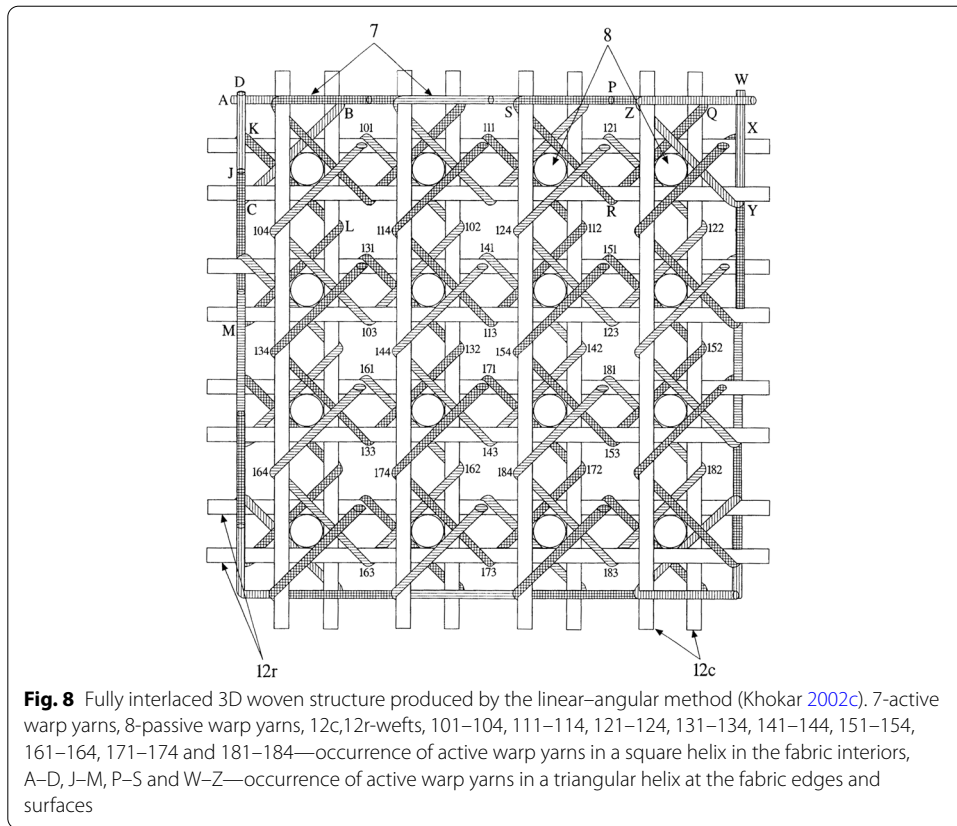 7 8
D W
A B S P Z Q
K 101 111 121 X
J
C R Y
104 L 114 102 124 112 122
131 141 151
M 103 113 123
134 144 132 154 142 152
161 171 181
133 143 153
164 174 162 184 172 182
163 173 183
12r 12c
Fig. 8 Fully interlaced 3D woven structure produced by the linear–angular method (Khokar 2002c). 7-active
warp yarns, 8-passive warp yarns, 12c,12r-wefts, 101–104, 111–114, 121–124, 131–134, 141–144, 151–154,
161–164, 171–174 and 181–184—occurrence of active warp yarns in a square helix in the fabric interiors,
A–D, J–M, P–S and W–Z—occurrence of active warp yarns in a triangular helix at the fabric edges and
surfaces